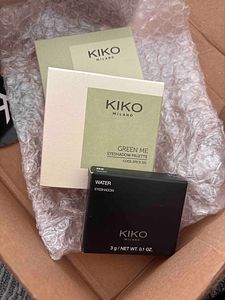 KIKO
MILANO
KIKO
MILANO
GREEN ME
EYESHADOW PALETTE
WATER
EYESHADOW
KIKO
MILANO
3 g / NET WT. 0.1 OZ.